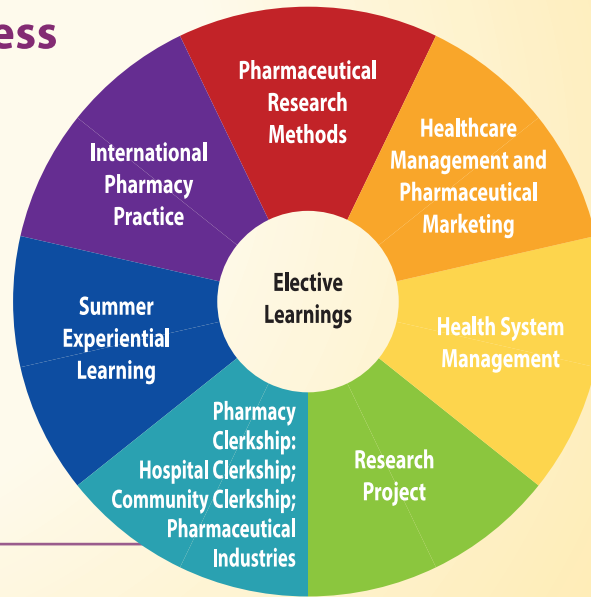 ess
Pharmaceutical
Research
Methods
Healthcare
Management and
Pharmaceutical
Marketing
Health System
Management
Research
Project
Pharmacy
Clerkship:
Hospital Clerkship;
Community Clerkship;
Pharmaceutical
Industries
Summer
Experiential
Learning
International
Pharmacy
Practice
Elective
Learnings